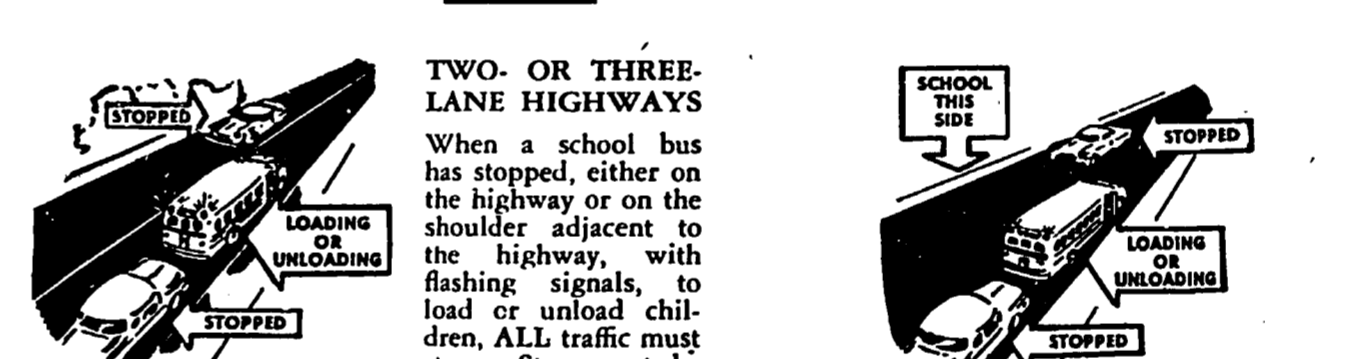 STOPPED
LOADING
OR
UNLOADING
STOPPED
TWO- OR THREE-
LANE HIGHWAYS
When a school bus
has stopped, either on
the highway or on the
shoulder adjacent to
the highway, with
flashing signals, to
load or unload chil-
dren, ALL traffic must
SCHOOL
THIS
SIDE
STOPPED
LOADING
OR
UNLOADING
STOPPED